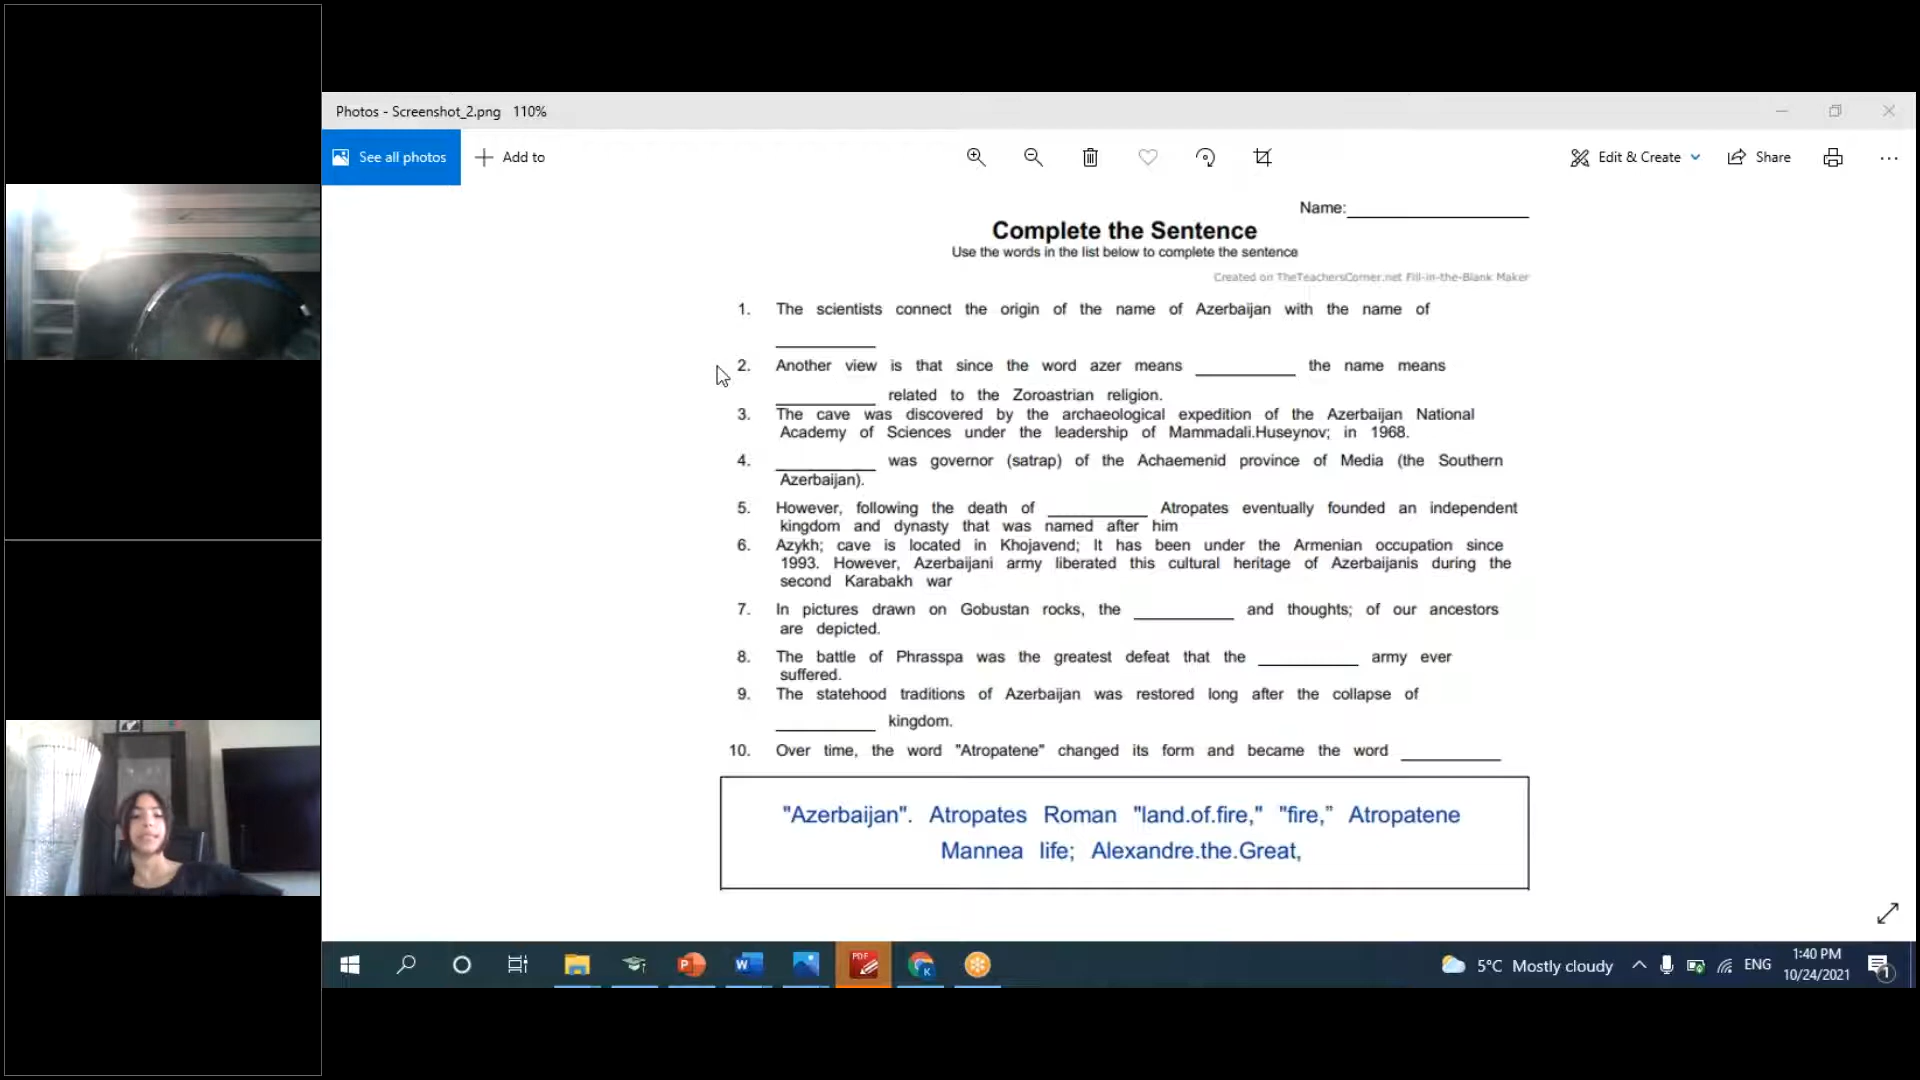 Photos - Screenshot_2.png 110%
See all photos
Add to
Edit & Create
Share
Name:
Complete the Sentence
Use the words in the list below to complete the sentence
Created on TheTeachersCorner.net Fill-in-the-Blank Maker
1. The scientists connect the origin of the name of Azerbaijan with the name of
__________
2. Another view is that since the word azer means __________ the name means
__________ related to the Zoroastrian religion.
3. The cave was discovered by the archaeological expedition of the Azerbaijan National
Academy of Sciences under the leadership of Mammadali.Huseynov; in 1968.
4. __________ was governor (satrap) of the Achaemenid province of Media (the Southern
Azerbaijan).
5. However, following the death of __________ Atropates eventually founded an independent
kingdom and dynasty that was named after him
6. Azykh; cave is located in Khojavend; It has been under the Armenian occupation since
1993. However, Azerbaijani army liberated this cultural heritage of Azerbaijanis during the
second Karabakh war
7. In pictures drawn on Gobustan rocks, the __________ and thoughts; of our ancestors
are depicted.
8. The battle of Phrasspa was the greatest defeat that the __________ army ever
suffered.
9. The statehood traditions of Azerbaijan was restored long after the collapse of
__________ kingdom.
10. Over time, the word "Atropatene" changed its form and became the word __________
"Azerbaijan". Atropates Roman "land.of.fire," "fire,” Atropatene
Mannea life; Alexandre.the.Great,
5°C Mostly cloudy
ENG
1:40 PM
10/24/2021
1